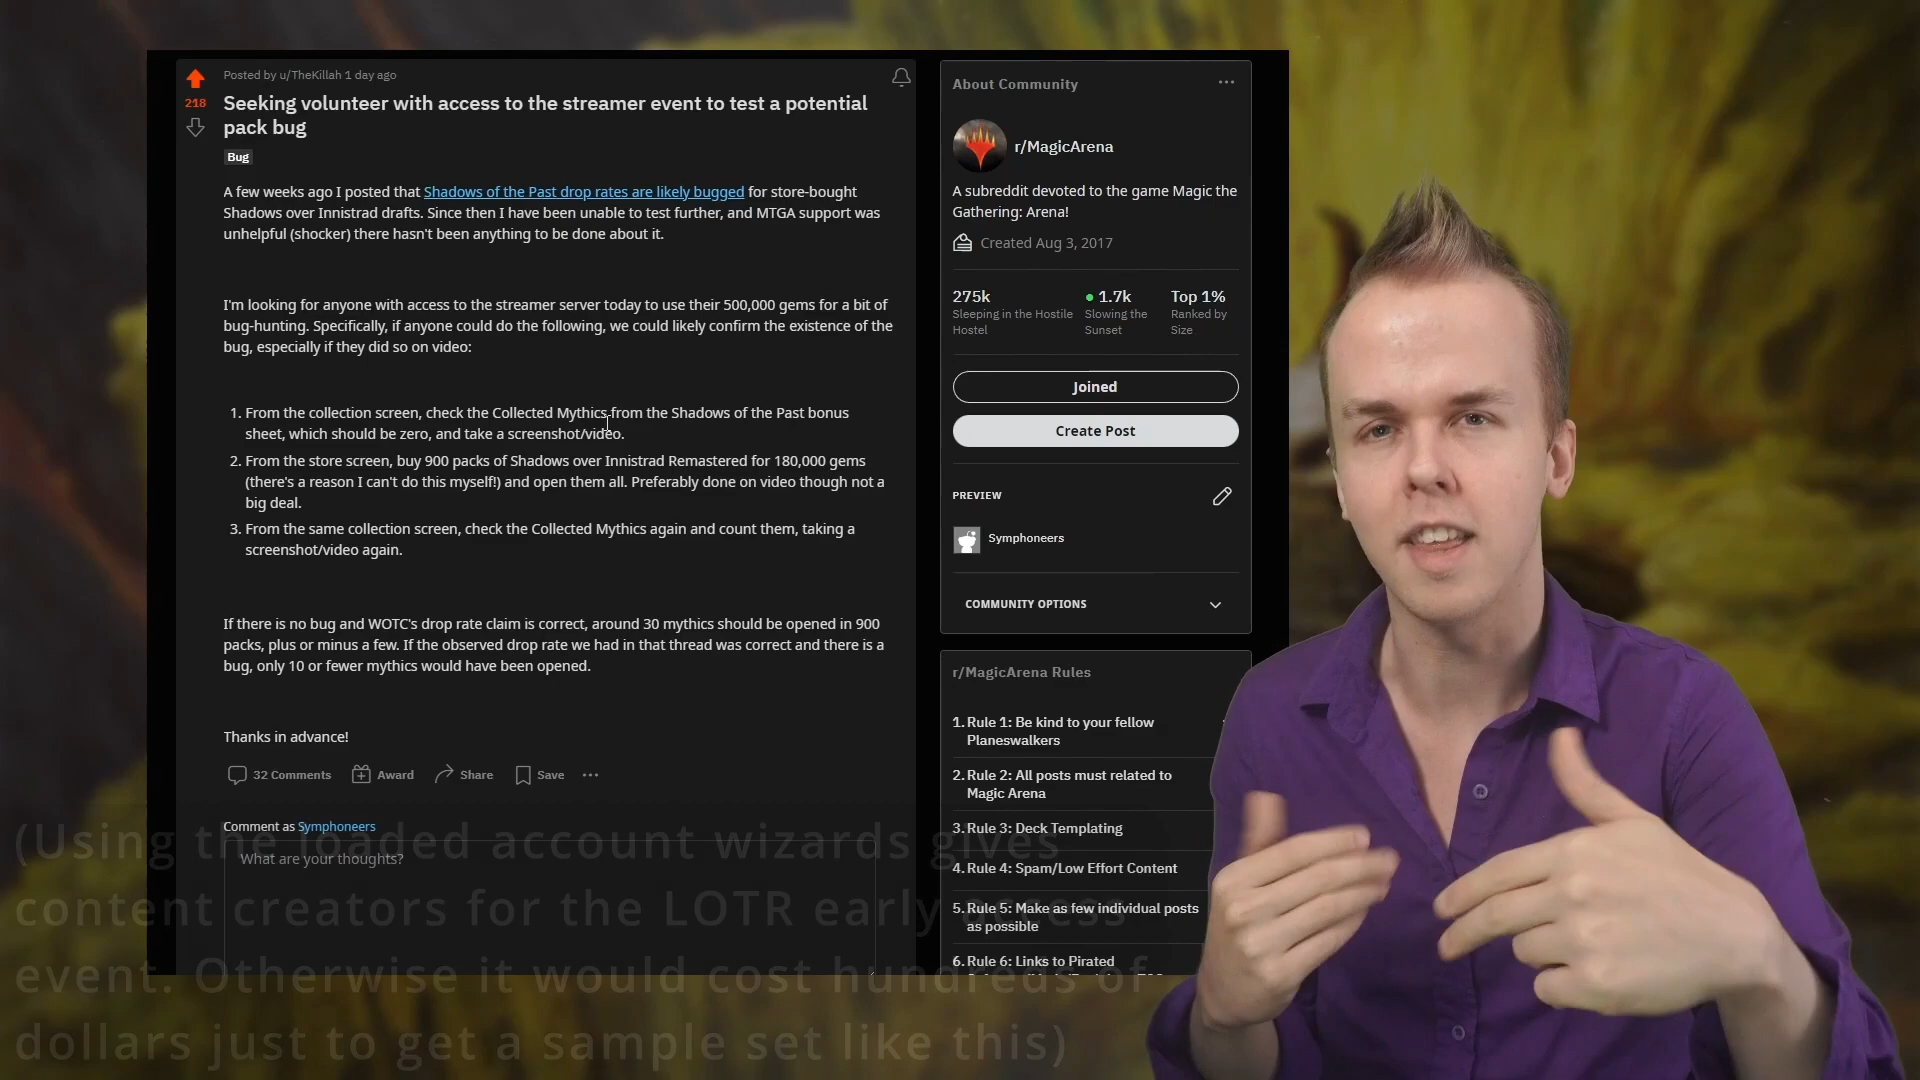 Posted by u/TheKillah 1 day ago
218
Seeking volunteer with access to the streamer event to test a potential
pack bug
Bug
A few weeks ago I posted that Shadows of the Past drop rates are likely bugged for store-bought
Shadows over Innistrad drafts. Since then I have been unable to test further, and MTGA support was
unhelpful (shocker) there hasn't been anything to be done about it.
I'm looking for anyone with access to the streamer server today to use their 500,000 gems for a bit of
bug-hunting. Specifically, if anyone could do the following, we could likely confirm the existence of the
bug, especially if they did so on video:
1. From the collection screen, check the Collected Mythics from the Shadows of the Past bonus
sheet, which should be zero, and take a screenshot/video.
2. From the store screen, buy 900 packs of Shadows over Innistrad Remastered for 180,000 gems
(there's a reason I can't do this myself!) and open them all. Preferably done on video though not a
big deal.
3. From the same collection screen, check the Collected Mythics again and count them, taking a
screenshot/video again.
If there is no bug and WOTC's drop rate claim is correct, around 30 mythics should be opened in 900
packs, plus or minus a few. If the observed drop rate we had in that thread was correct and there is a
bug, only 10 or fewer mythics would have been opened.
Thanks in advance!
32 Comments Award Share Save
Comment as Symphoneers
What are your thoughts?
About Community
r/MagicArena
A subreddit devoted to the game Magic the
Gathering: Arena!
Created Aug 3, 2017
275k 1.7k Top 1%
Sleeping in the Hostile Slowing the Ranked by
Hostel Sunset Size
Joined
Create Post
PREVIEW
Symphoneers
COMMUNITY OPTIONS
r/MagicArena Rules
1. Rule 1: Be kind to your fellow
Planeswalkers
2. Rule 2: All posts must related to
Magic Arena
3. Rule 3: Deck Templating
4. Rule 4: Spam/Low Effort Content
5. Rule 5: Make as few individual posts
as possible
6. Rule 6: Links to Pirated
(Using the loaded account wizards gives
content creators for the LOTR early access
event. Otherwise it would cost hundreds of
dollars just to get a sample set like this)